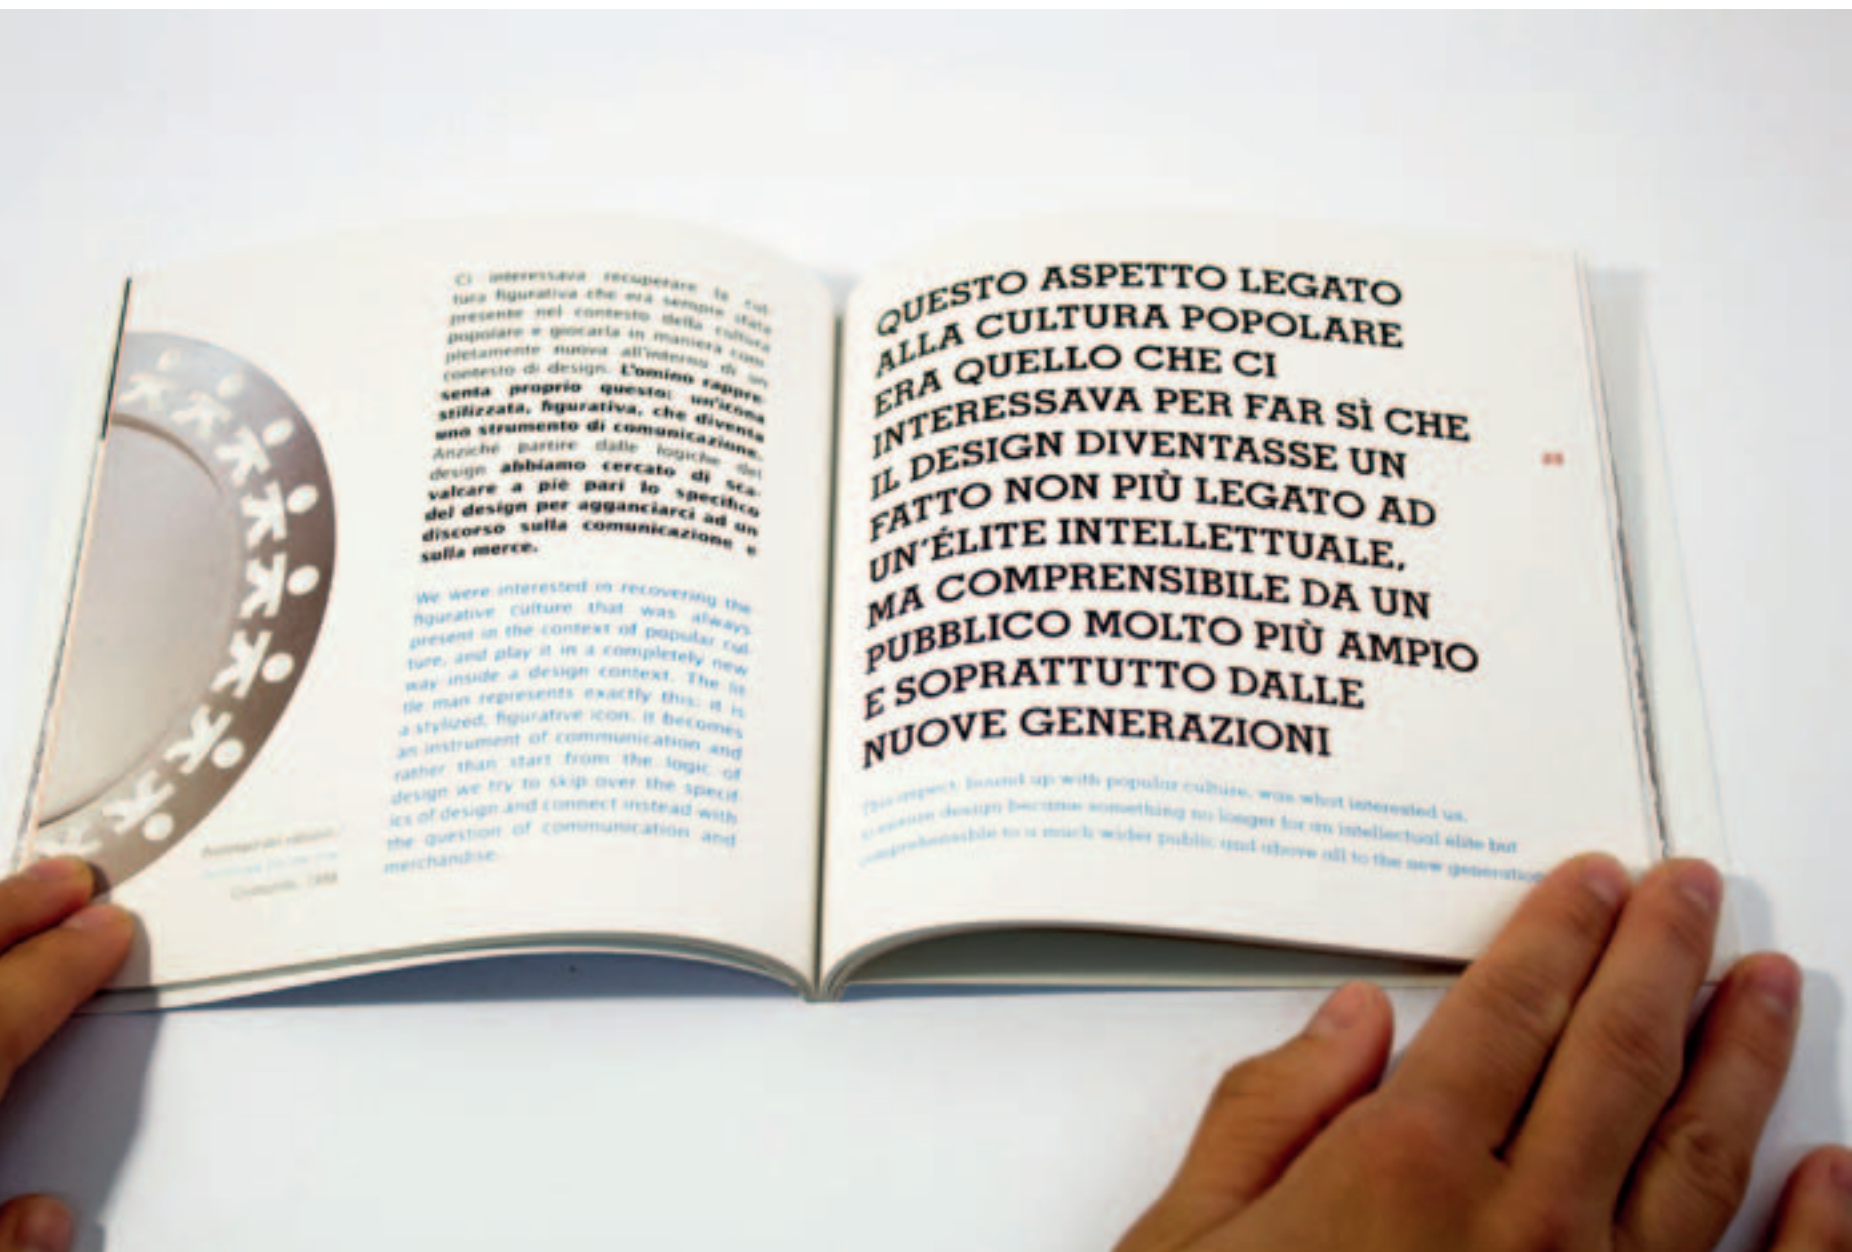 Ci interessava recuperare la cul-
tura figurativa che era sempre stata
presente nel contesto della cultura
popolare e giocarla in maniera com-
pletamente nuova all'interno di un
contesto di design. L'omino rappre-
senta proprio questo: un'icona
stilizzata, figurativa, che diventa
uno strumento di comunicazione.
Anziché partire dalle logiche del
design abbiamo cercato di sca-
valcare a piè pari lo specifico
del design per agganciarci ad un
discorso sulla comunicazione e
sulla merce.
We were interested in recovering the
figurative culture that was always
present in the context of popular cul-
ture, and play it in a completely new
way inside a design context. The lit
tle man represents exactly this: it is
a stylized, figurative icon, it becomes
an instrument of communication and
rather than start from the logic of
design we try to skip over the specif
ics of design and connect instead with
the question of communication and
merchandise.
QUESTO ASPETTO LEGATO
ALLA CULTURA POPOLARE
ERA QUELLO CHE CI
INTERESSAVA PER FAR SÌ CHE
IL DESIGN DIVENTASSE UN
FATTO NON PIÙ LEGATO AD
UN'ÉLITE INTELLETTUALE,
MA COMPRENSIBILE DA UN
PUBBLICO MOLTO PIÙ AMPIO
E SOPRATTUTTO DALLE
NUOVE GENERAZIONI
This aspect, bound up with popular culture, was what interested us,
to ensure design became something no longer for an intellectual elite but
comprehensible to a much wider public and above all to the new generation